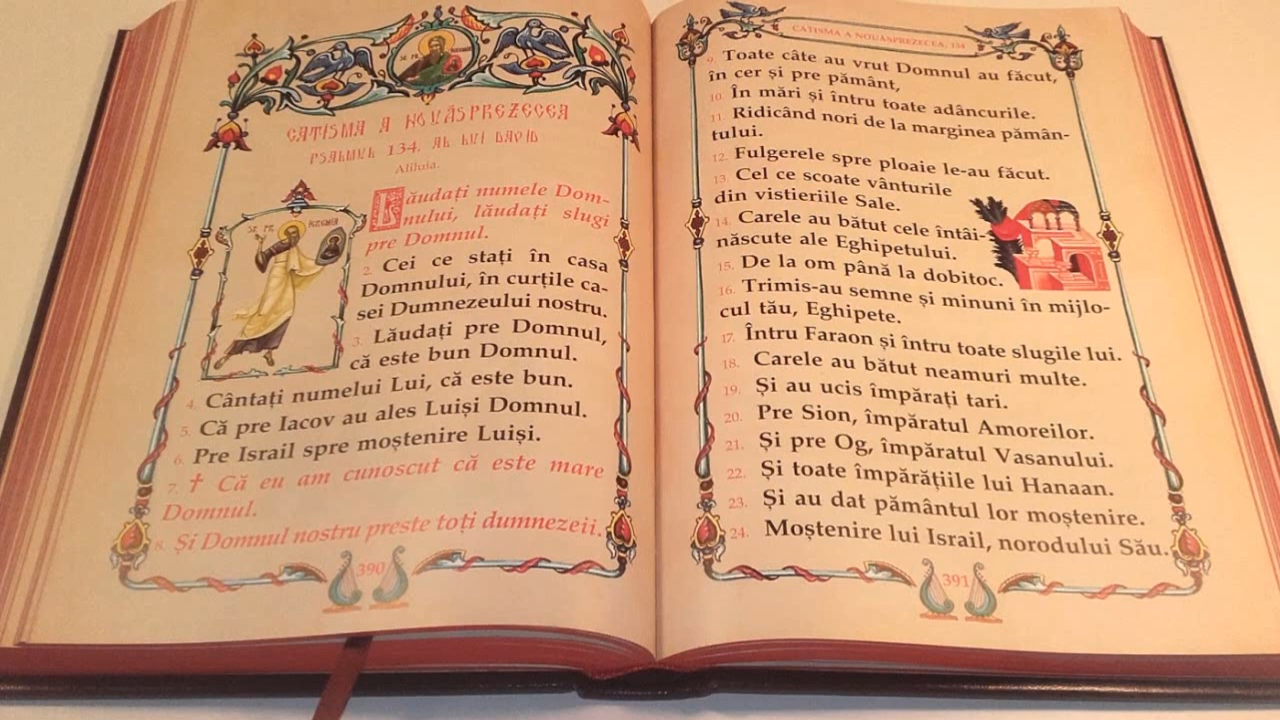 CATISMA A NOUĂSPREZECEA
PSALMUL 134, AL LUI DAVID
Aliluia.
Lăudați numele Dom-
nului, lăudați slugi
pre Domnul.
2. Cei ce stați în casa
Domnului, în curțile ca-
sei Dumnezeului nostru.
3. Lăudați pre Domnul,
că este bun Domnul.
4. Cântați numelui Lui, că este bun.
5. Că pre Iacov au ales Luiși Domnul.
6. Pre Israil spre moștenire Luiși.
7. † Că eu am cunoscut că este mare
Domnul.
8. Și Domnul nostru preste toți dumnezeii.
390
CATISMA A NOUĂSPREZECEA, 134
9. Toate câte au vrut Domnul au făcut,
în cer și pre pământ,
10. În mări și întru toate adâncurile.
11. Ridicând nori de la marginea pămân-
tului.
12. Fulgerele spre ploaie le-au făcut.
13. Cel ce scoate vânturile
din vistieriile Sale.
14. Carele au bătut cele întâi-
născute ale Eghipetului.
15. De la om până la dobitoc.
16. Trimis-au semne și minuni în mijlo-
cul tău, Eghipete.
17. Întru Faraon și întru toate slugile lui.
18. Carele au bătut neamuri multe.
19. Și au ucis împărați tari.
20. Pre Sion, împăratul Amoreilor.
21. Și pre Og, împăratul Vasanului.
22. Și toate împărățiile lui Hanaan.
23. Și au dat pământul lor moștenire.
24. Moștenire lui Israil, norodului Său.
391